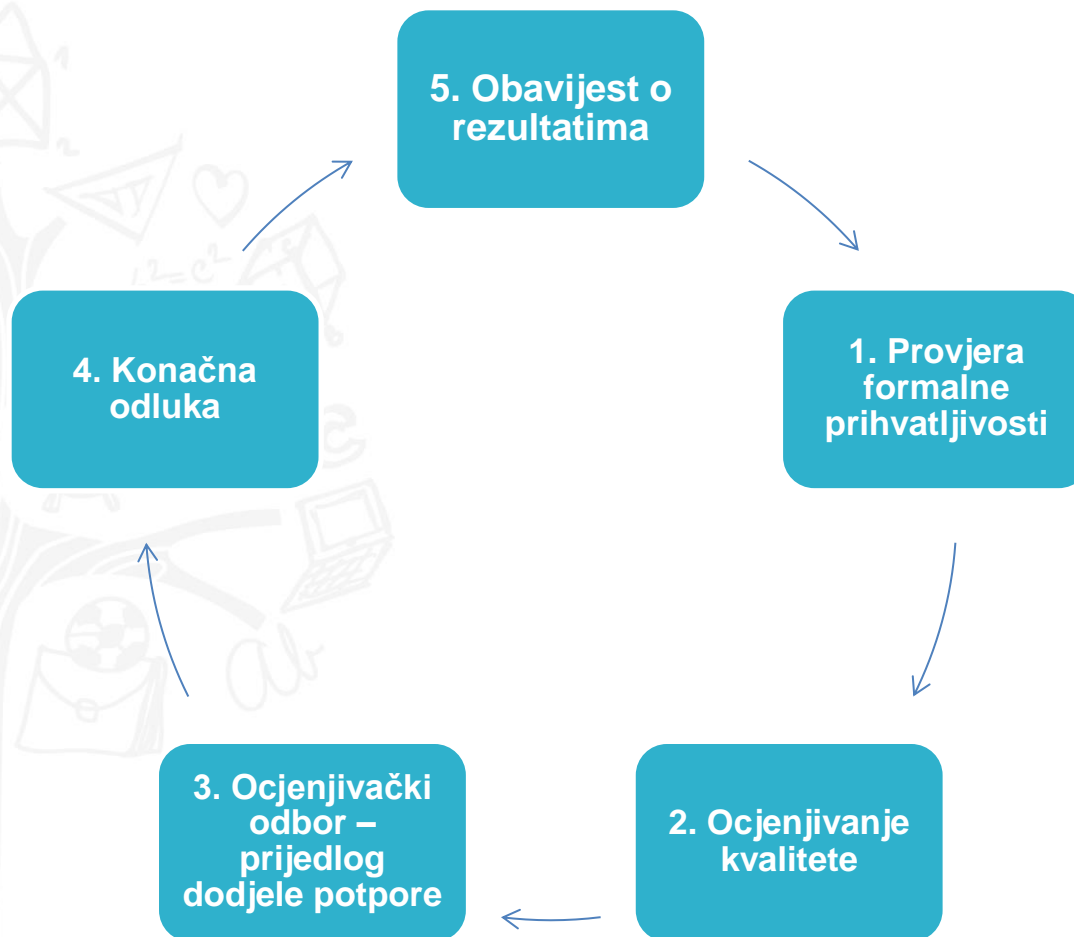 5. Obavijest o
rezultatima
4. Konačna
odluka
1. Provjera
formalne
prihvatljivosti
3. Ocjenjivački
odbor –
prijedlog
dodjele potpore
2. Ocjenjivanje
kvalitete